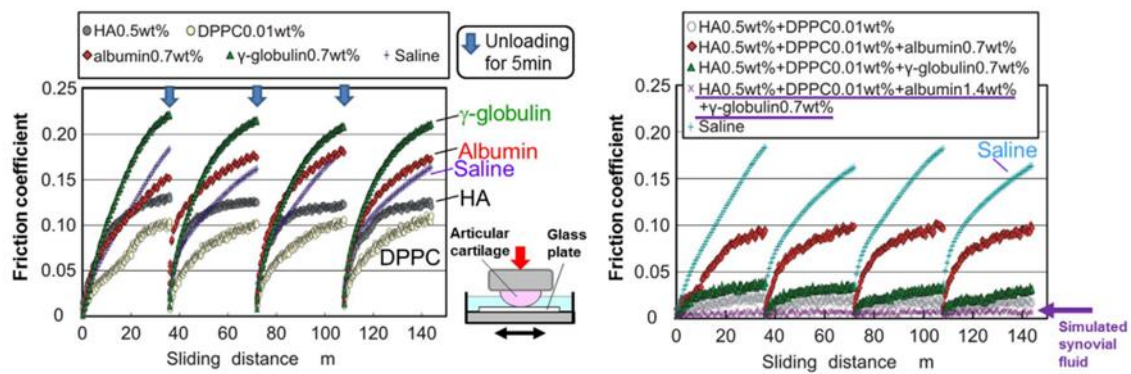 HA0.5wt% DPPC0.01wt%
albumin0.7wt% γ-globulin0.7wt% Saline
Unloading
for 5min
Friction coefficient
0.25
0.20
0.15
0.10
0.05
0
0 20 40 60 80 100 120 140
Sliding distance m
γ-globulin
Albumin
Saline
HA
DPPC
Articular
cartilage
Glass
plate
HA0.5wt%+DPPC0.01wt%
HA0.5wt%+DPPC0.01wt%+albumin0.7wt%
HA0.5wt%+DPPC0.01wt%+γ-globulin0.7wt%
HA0.5wt%+DPPC0.01wt%+albumin1.4wt%
+γ-globulin0.7wt%
Saline
Friction coefficient
0.25
0.20
0.15
0.10
0.05
0
0 20 40 60 80 100 120 140
Sliding distance m
Saline
Simulated
synovial
fluid